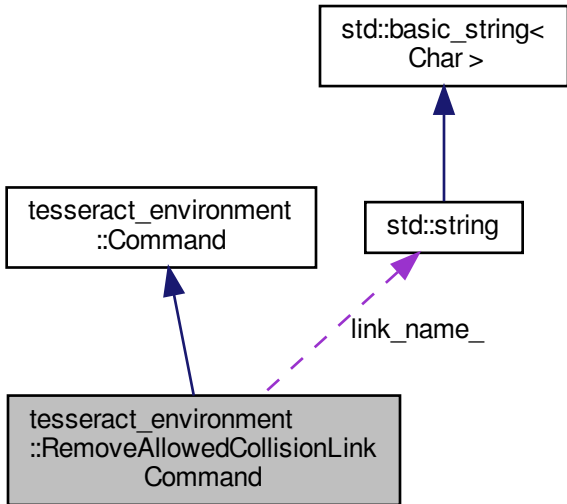 std::basic_string<
Char >
tesseract_environment
::Command
std::string
link_name_
tesseract_environment
::RemoveAllowedCollisionLink
Command